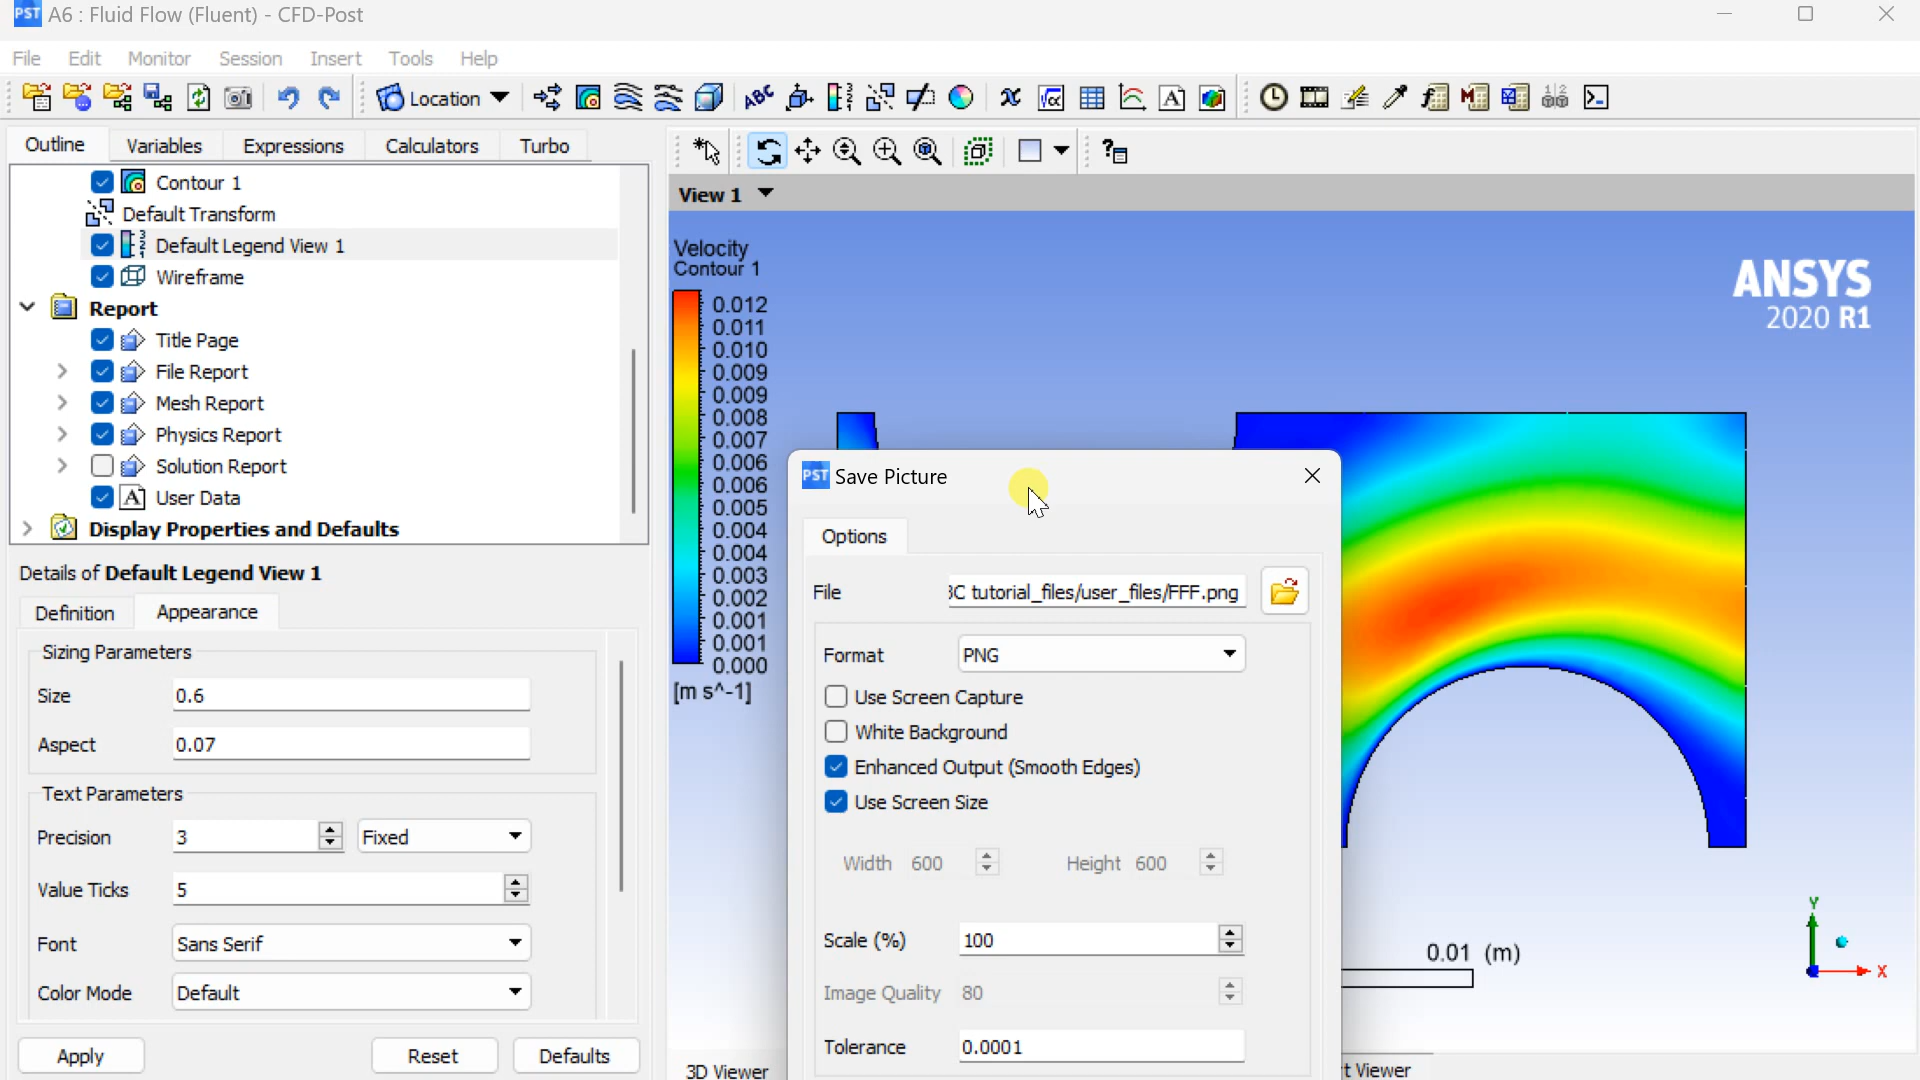 PST A6 : Fluid Flow (Fluent) - CFD-Post
File Edit Monitor Session Insert Tools Help
Location
Outline Variables Expressions Calculators Turbo
Contour 1
Default Transform
Default Legend View 1
Wireframe
Report
Title Page
File Report
Mesh Report
Physics Report
Solution Report
User Data
Display Properties and Defaults
Details of Default Legend View 1
Definition Appearance
Sizing Parameters
Size 0.6
Aspect 0.07
Text Parameters
Precision 3 Fixed
Value Ticks 5
Font Sans Serif
Color Mode Default
Apply Reset Defaults
View 1
Velocity
Contour 1
0.012
0.011
0.010
0.009
0.009
0.008
0.007
0.006
0.006
0.005
0.004
0.004
0.003
0.002
0.001
0.001
0.000
[m s^-1]
ANSYS
2020 R1
PST Save Picture
Options
File C tutorial_files/user_files/FFF.png
Format PNG
Use Screen Capture
White Background
Enhanced Output (Smooth Edges)
Use Screen Size
Width 600 Height 600
Scale (%) 100
Image Quality 80
Tolerance 0.0001
0.01 (m)
Y
X
3D Viewer
t Viewer